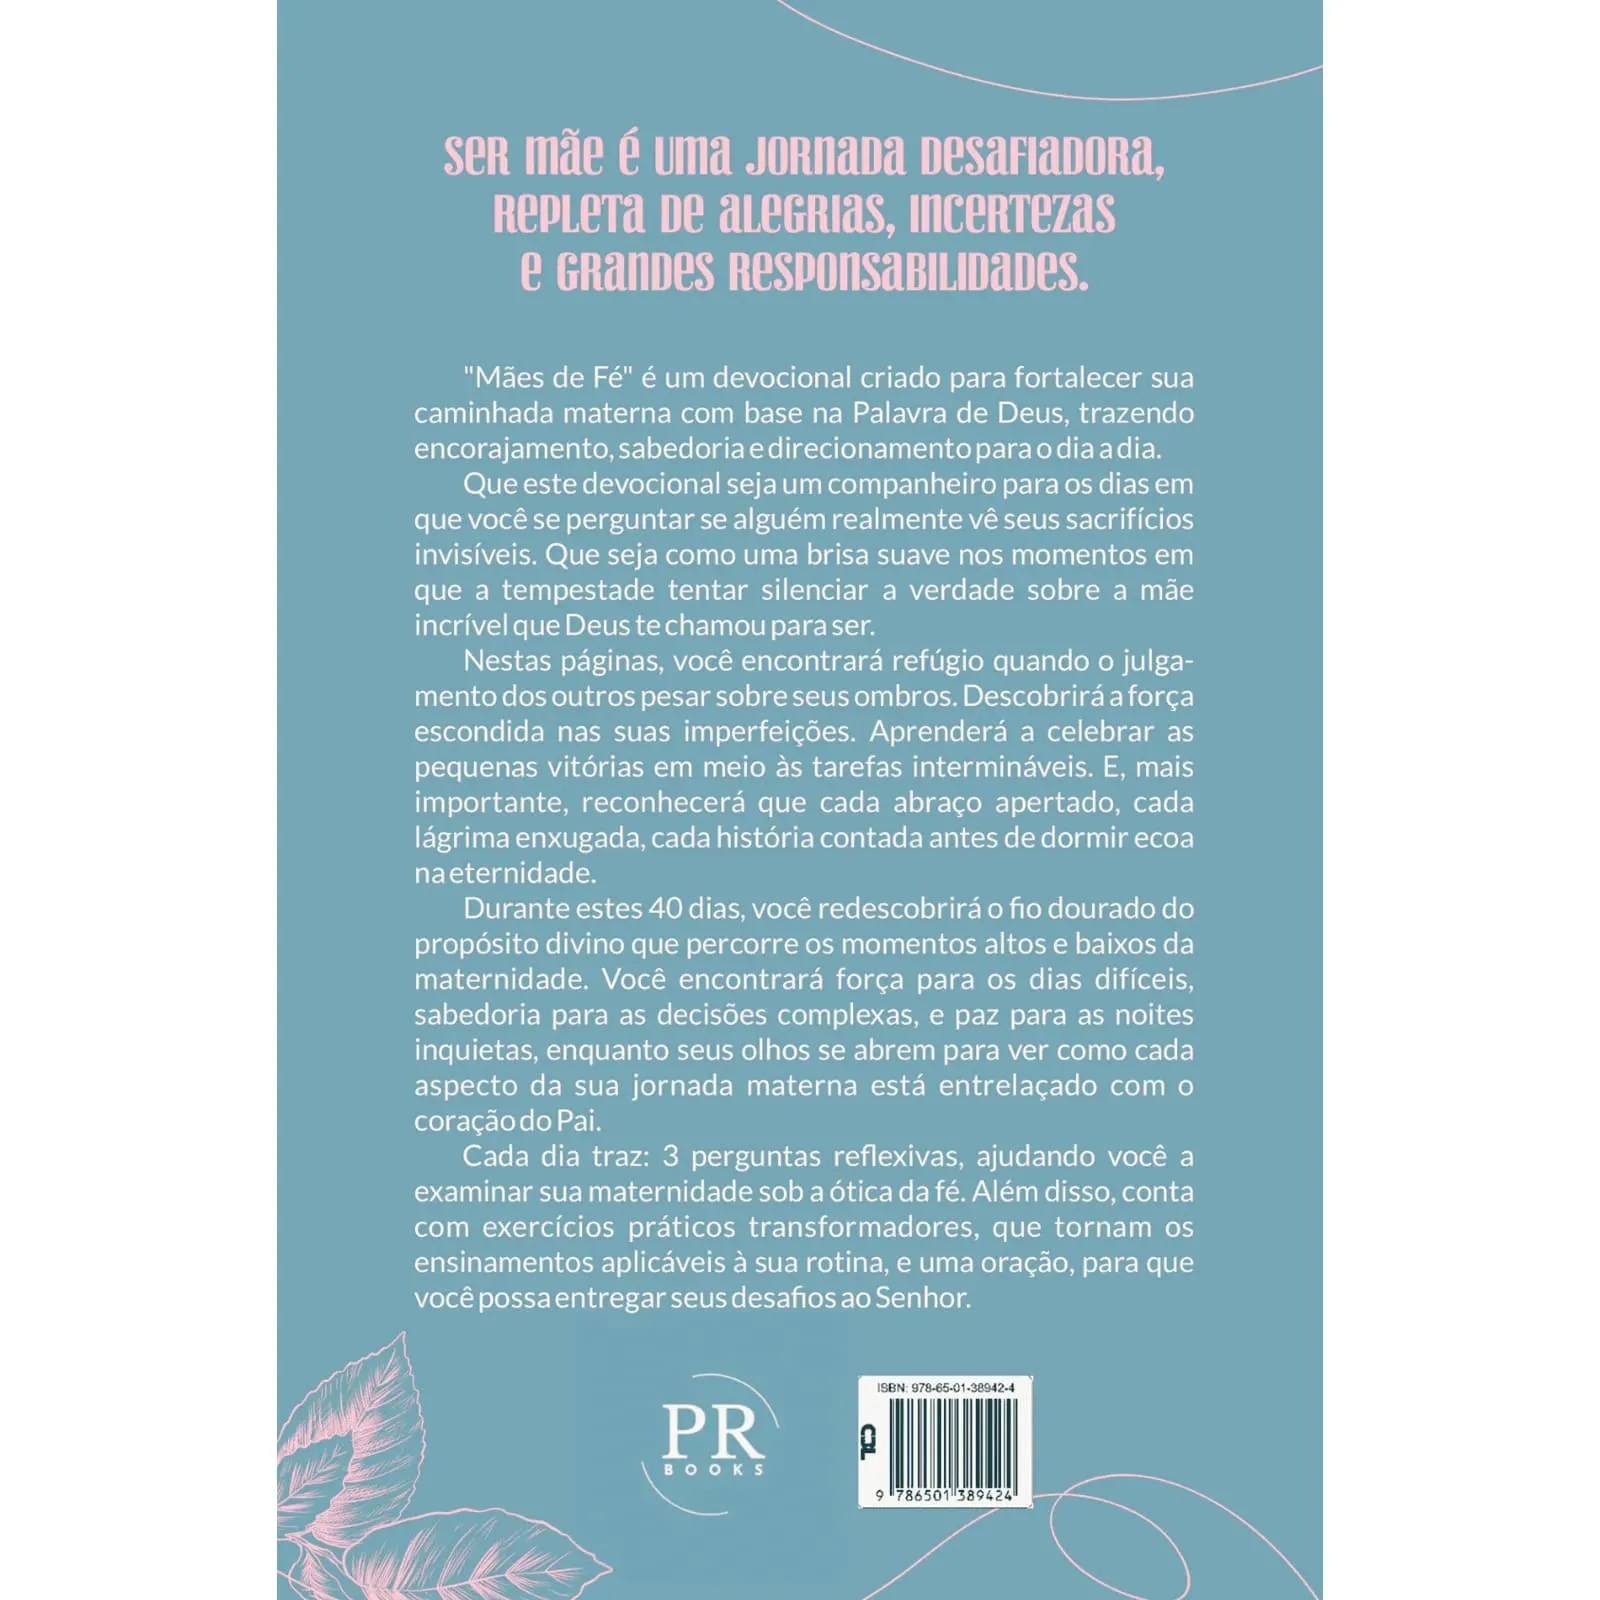 SER MÃE É UMA JORNADA DESAFIADORA,
REPLETA DE ALEGRIAS, INCERTEZAS
E GRANDES RESPONSABILIDADES.
"Mães de Fé" é um devocional criado para fortalecer sua
caminhada materna com base na Palavra de Deus, trazendo
encorajamento, sabedoria e direcionamento para o dia a dia.
Que este devocional seja um companheiro para os dias em
que você se perguntar se alguém realmente vê seus sacrifícios
invisíveis. Que seja como uma brisa suave nos momentos em
que a tempestade tentar silenciar a verdade sobre a mãe
incrível que Deus te chamou para ser.
Nestas páginas, você encontrará refúgio quando o julga-
mento dos outros pesar sobre seus ombros. Descobrirá a força
escondida nas suas imperfeições. Aprenderá a celebrar as
pequenas vitórias em meio às tarefas intermináveis. E, mais
importante, reconhecerá que cada abraço apertado, cada
lágrima enxugada, cada história contada antes de dormir ecoa
na eternidade.
Durante estes 40 dias, você redescobrirá o fio dourado do
propósito divino que percorre os momentos altos e baixos da
maternidade. Você encontrará força para os dias difíceis,
sabedoria para as decisões complexas, e paz para as noites
inquietas, enquanto seus olhos se abrem para ver como cada
aspecto da sua jornada materna está entrelaçado com o
coração do Pai.
Cada dia traz: 3 perguntas reflexivas, ajudando você a
examinar sua maternidade sob a ótica da fé. Além disso, conta
com exercícios práticos transformadores, que tornam os
ensinamentos aplicáveis à sua rotina, e uma oração, para que
você possa entregar seus desafios ao Senhor.
PR
BOOKS
ISBN: 978-65-01-38942-4
CDL
9 786501 389424